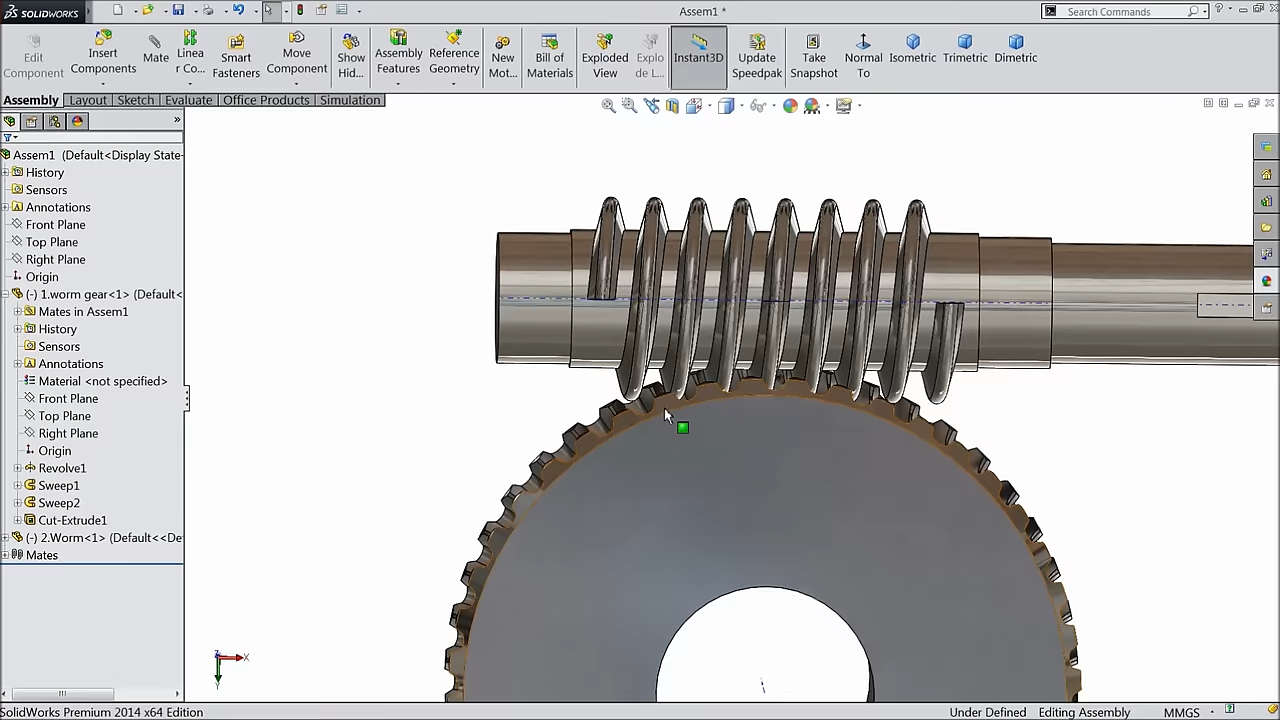 SOLIDWORKS
Assem1 *
Search Commands
Edit Component
Insert Components
Mate
Linea r Co...
Smart Fasteners
Move Component
Show Hid...
Assembly Features
Reference Geometry
New Mot...
Bill of Materials
Exploded View
Explo de L...
Instant3D
Update Speedpak
Take Snapshot
Normal To
Isometric
Trimetric
Dimetric
Assembly
Layout
Sketch
Evaluate
Office Products
Simulation
Assem1 (Default<Display State-
History
Sensors
Annotations
Front Plane
Top Plane
Right Plane
Origin
(-) 1.worm gear<1> (Default<
Mates in Assem1
History
Sensors
Annotations
Material <not specified>
Front Plane
Top Plane
Right Plane
Origin
Revolve1
Sweep1
Sweep2
Cut-Extrude1
(-) 2.Worm<1> (Default<<De
Mates
X
SolidWorks Premium 2014 x64 Edition
Under Defined
Editing Assembly
MMGS